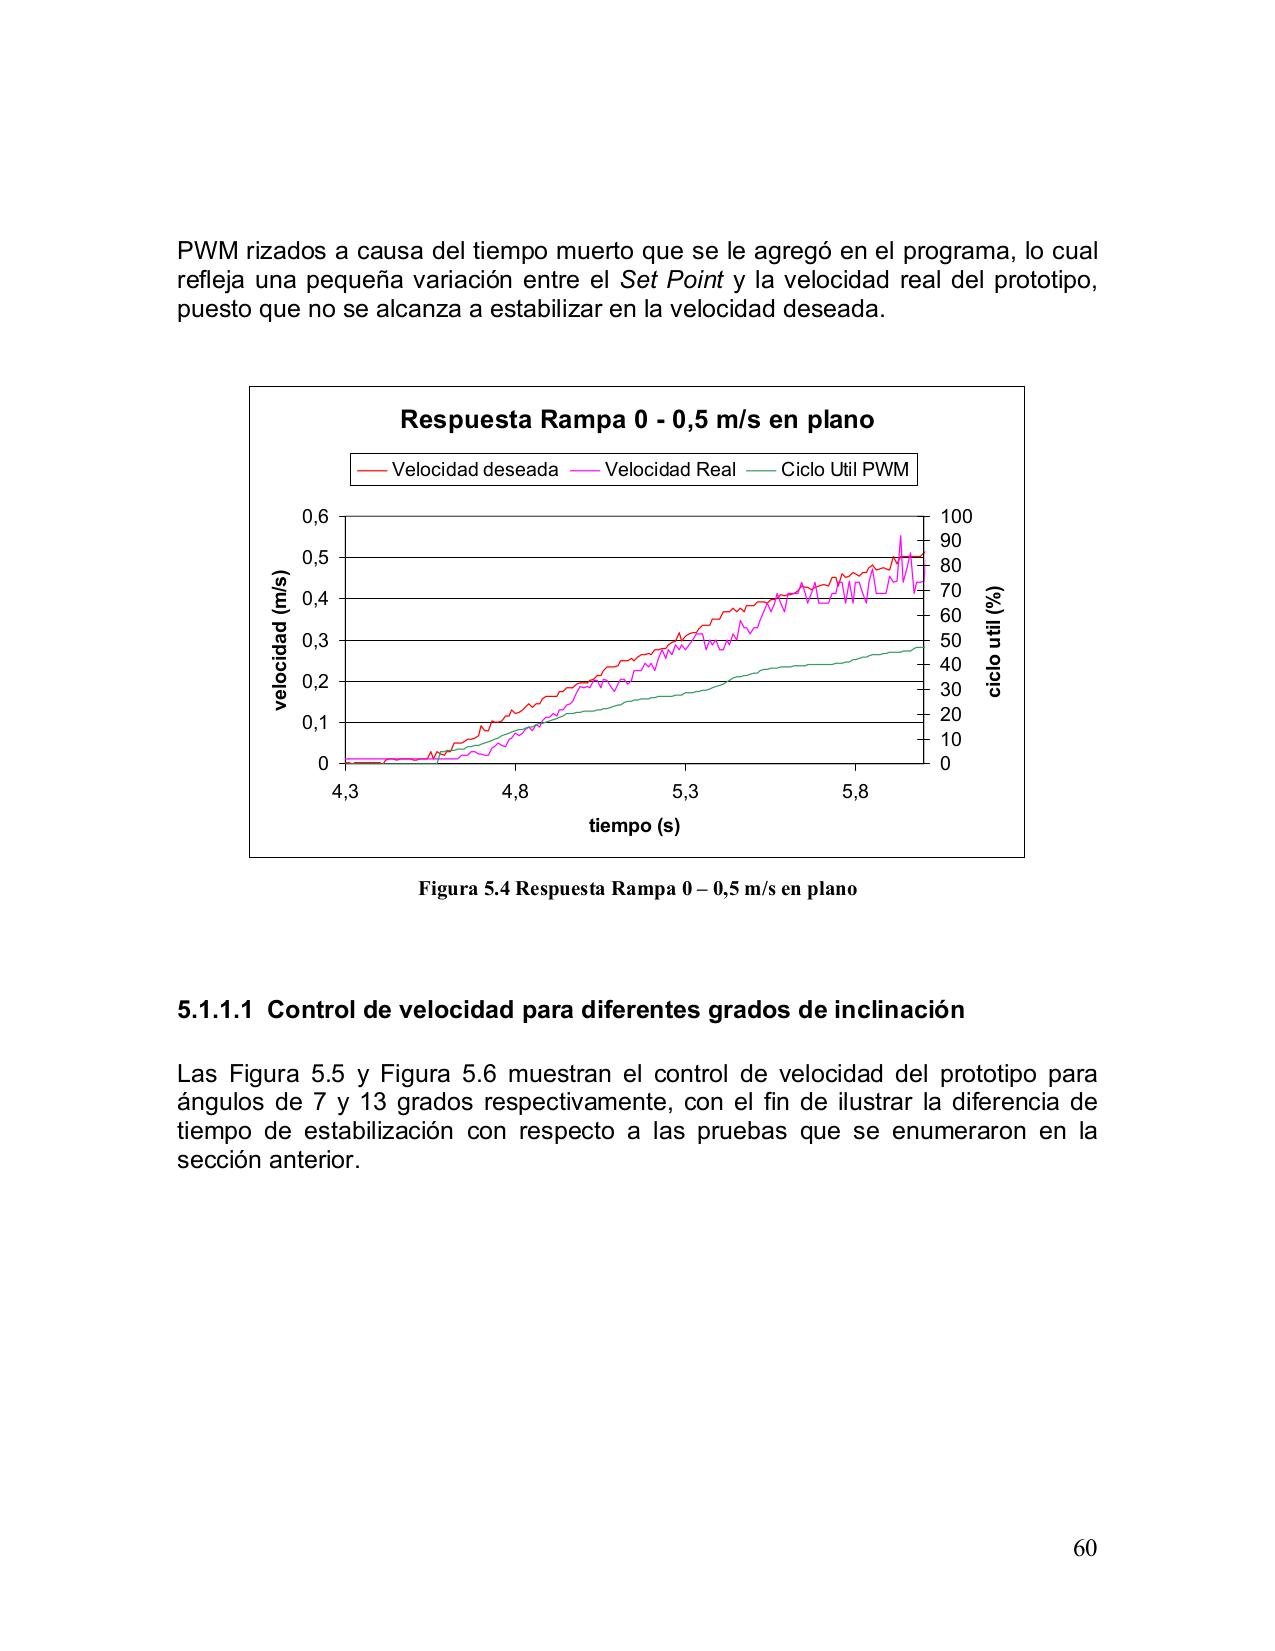 PWM rizados a causa del tiempo muerto que se le agregó en el programa, lo cual
refleja una pequeña variación entre el Set Point y la velocidad real del prototipo,
puesto que no se alcanza a estabilizar en la velocidad deseada.
Respuesta Rampa 0 - 0,5 m/s en plano
Velocidad deseada Velocidad Real Ciclo Util PWM
0,6
0,5
0,4
0,3
0,2
0,1
0
velocidad (m/s)
100
90
80
70
60
50
40
30
20
10
0
ciclo util (%)
4,3 4,8 5,3 5,8
tiempo (s)
Figura 5.4 Respuesta Rampa 0 – 0,5 m/s en plano
5.1.1.1 Control de velocidad para diferentes grados de inclinación
Las Figura 5.5 y Figura 5.6 muestran el control de velocidad del prototipo para
ángulos de 7 y 13 grados respectivamente, con el fin de ilustrar la diferencia de
tiempo de estabilización con respecto a las pruebas que se enumeraron en la
sección anterior.
60